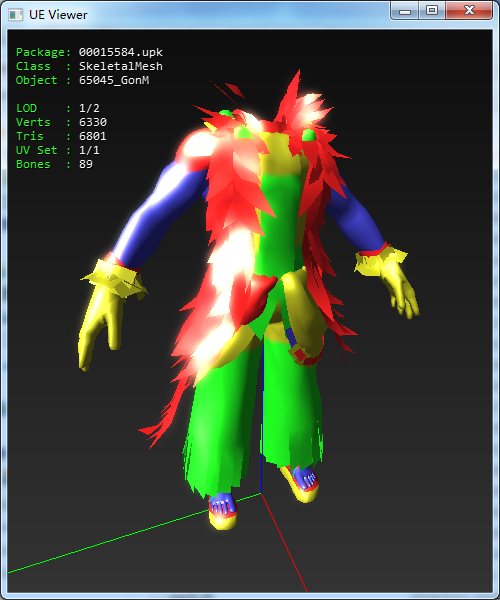 UE Viewer
Package: 00015584.upk
Class : SkeletalMesh
Object : 65045_GonM
LOD : 1/2
Verts : 6330
Tris : 6801
UV Set : 1/1
Bones : 89